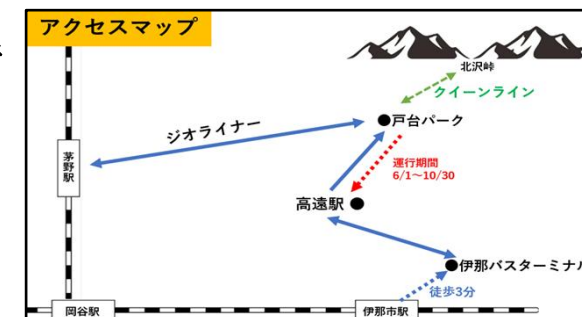 アクセスマップ
北沢峠
クイーンライン
戸台パーク
ジオライナー
運行期間
6/1～10/30
茅野駅
高遠駅
伊那バスターミナル
徒歩3分
岡谷駅
伊那市駅